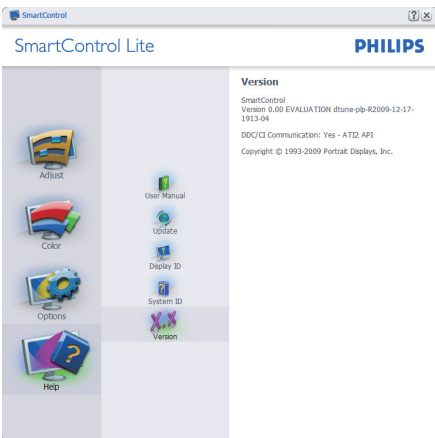 SmartControl
SmartControl Lite
PHILIPS
Adjust
Color
Options
Help
User Manual
Update
Display ID
System ID
Version
Version
SmartControl
Version 0.00 EVALUATION dtune-plp-R2009-12-17-
1913-04
DDC/CI Communication: Yes - ATI2 API
Copyright © 1993-2009 Portrait Displays, Inc.